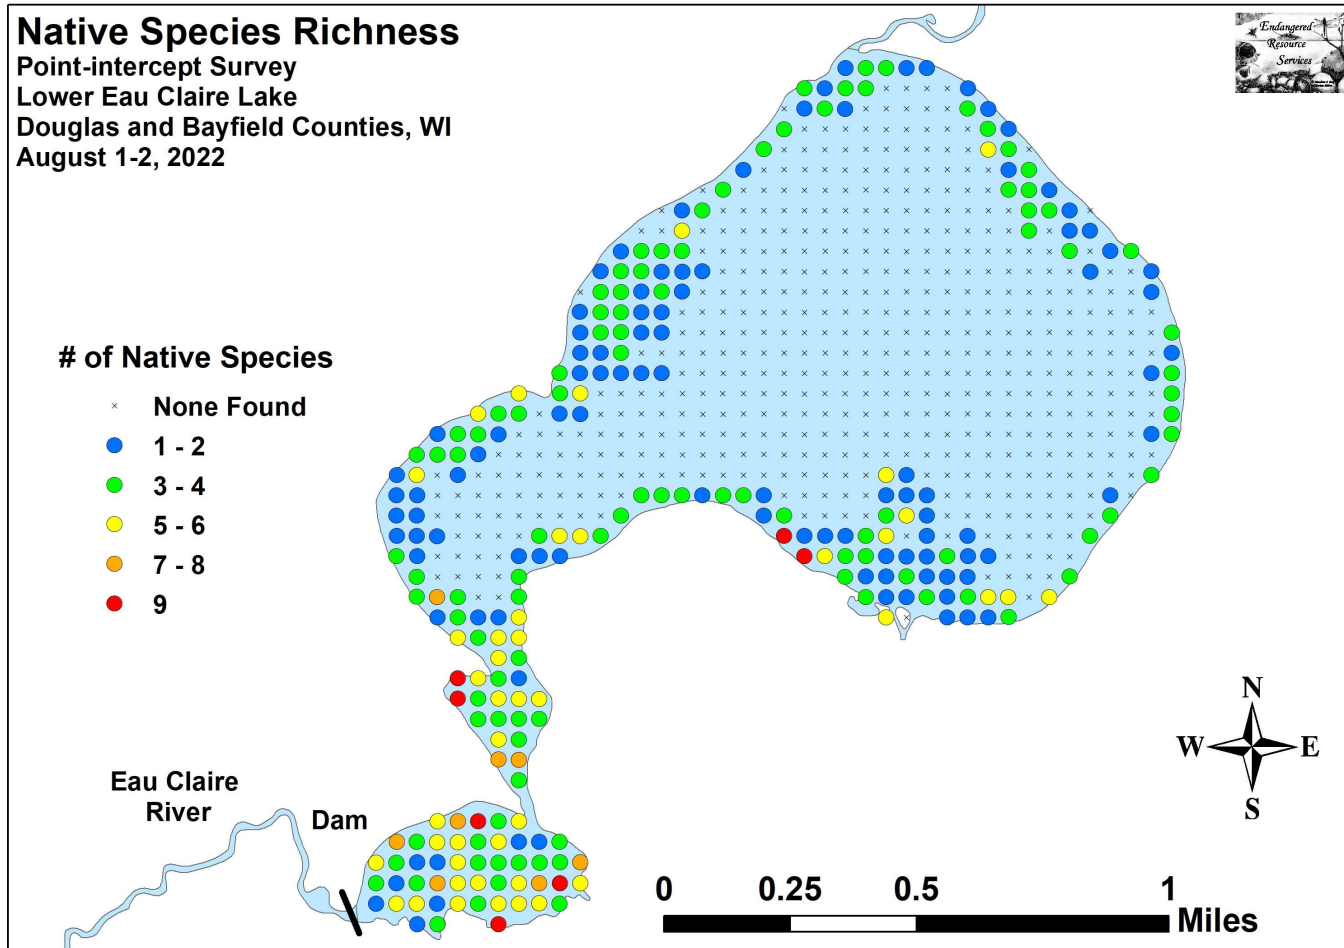 Native Species Richness
Point-intercept Survey
Lower Eau Claire Lake
Douglas and Bayfield Counties, WI
August 1-2, 2022
Endangered
Resource
Services
# of Native Species
None Found
1 - 2
3 - 4
5 - 6
7 - 8
9
N
W E
S
Eau Claire
River
Dam
0 0.25 0.5 1
Miles